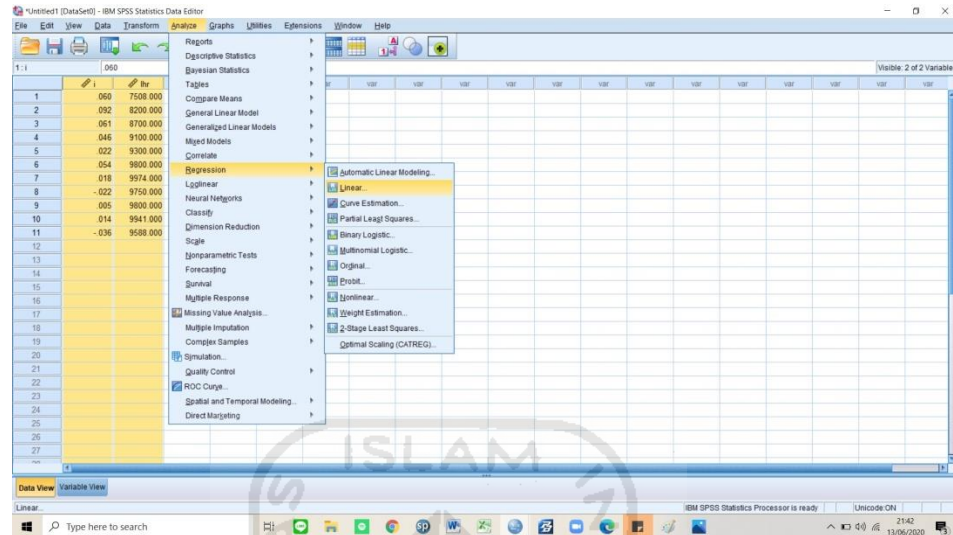 *Untitled1 [DataSet0] - IBM SPSS Statistics Data Editor
File Edit View Data Transform Analyze Graphs Utilities Extensions Window Help
1 : i .060 Visible: 2 of 2 Variable
i lhr var var var var var var var var var var var
1 .060 7508.000
2 .092 8200.000
3 .061 8700.000
4 .046 9100.000
5 .022 9300.000
6 .054 9800.000
7 .018 9974.000
8 -.022 9750.000
9 .005 9800.000
10 .014 9941.000
11 -.036 9588.000
12
13
14
15
16
17
18
19
20
21
22
23
24
25
26
27
Reports
Descriptive Statistics
Bayesian Statistics
Tables
Compare Means
General Linear Model
Generalized Linear Models
Mixed Models
Correlate
Regression
Loglinear
Neural Networks
Classify
Dimension Reduction
Scale
Nonparametric Tests
Forecasting
Survival
Multiple Response
Missing Value Analysis...
Multiple Imputation
Complex Samples
Simulation...
Quality Control
ROC Curve...
Spatial and Temporal Modeling...
Direct Marketing
Automatic Linear Modeling...
Linear...
Curve Estimation...
Partial Least Squares...
Binary Logistic...
Multinomial Logistic...
Ordinal...
Probit...
Nonlinear...
Weight Estimation...
2-Stage Least Squares...
Optimal Scaling (CATREG)...
ISLAM
Data View Variable View
Linear... IBM SPSS Statistics Processor is ready Unicode:ON
Type here to search
21:42
13/06/2020